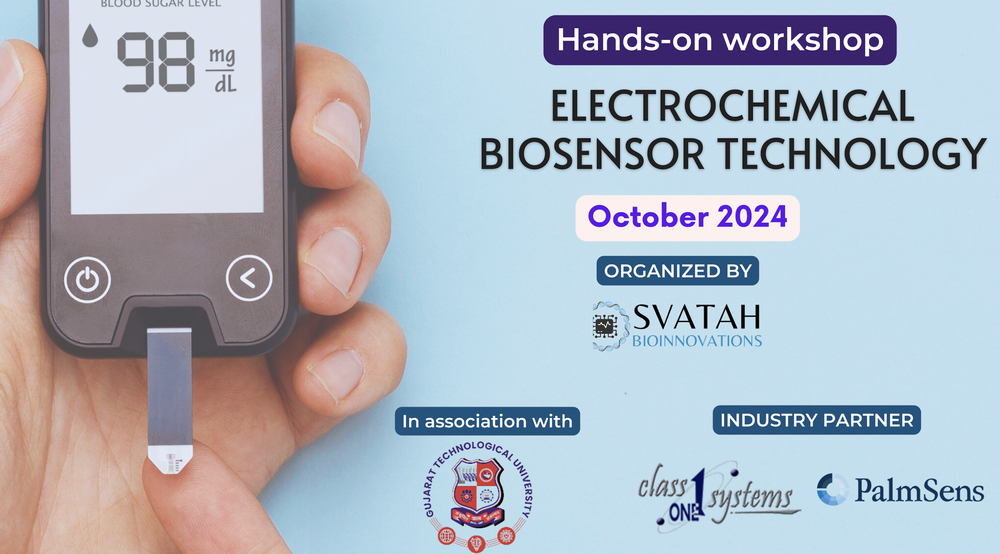 BLOOD SUGAR LEVEL
98 mg
dL
Hands-on workshop
ELECTROCHEMICAL
BIOSENSOR TECHNOLOGY
October 2024
ORGANIZED BY
SVATAH
BIOINNOVATIONS
In association with
GUJARAT TECHNOLOGICAL UNIVERSITY
INDUSTRY PARTNER
class 1 systems
ONE
PalmSens